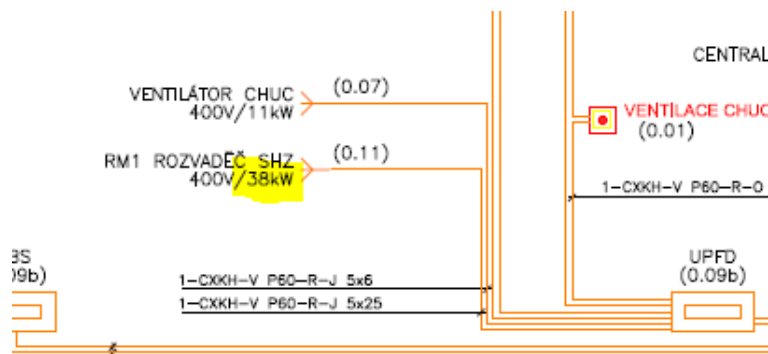 CENTRAL
VENTILÁTOR CHUC
400V/11kW
(0.07)
VENTILACE CHUC
(0.01)
RM1 ROZVADĚČ SHZ
400V/38kW
(0.11)
1-CXKH-V P60-R-O
BS
09b)
UPFD
(0.09b)
1-CXKH-V P60-R-J 5x6
1-CXKH-V P60-R-J 5x25